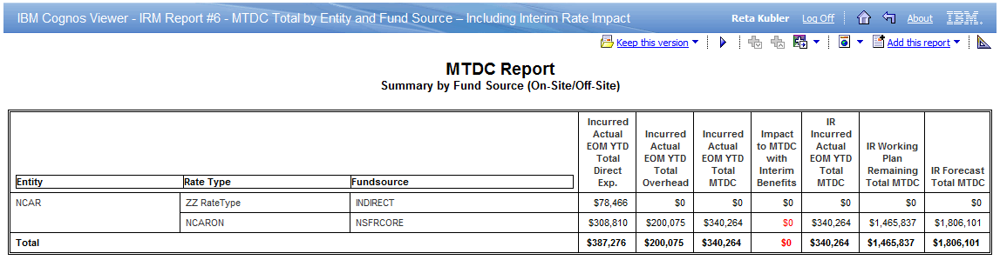 IBM Cognos Viewer - IRM Report #6 - MTDC Total by Entity and Fund Source – Including Interim Rate Impact
Reta Kubler Log Off About IBM.
Keep this version Add this report
MTDC Report
Summary by Fund Source (On-Site/Off-Site)
Entity Rate Type Fundsource
Incurred
Actual
EOM YTD
Total
Direct
Exp.
Incurred
Actual
EOM YTD
Total
Overhead
Incurred
Actual
EOM YTD
Total
MTDC
Impact
to MTDC
with
Interim
Benefits
IR
Incurred
Actual
EOM YTD
Total
MTDC
IR Working
Plan
Remaining
Total MTDC
IR Forecast
Total MTDC
NCAR ZZ RateType INDIRECT $78,466 $0 $0 $0 $0 $0 $0
NCARON NSFRCORE $308,810 $200,075 $340,264 $0 $340,264 $1,465,837 $1,806,101
Total $387,276 $200,075 $340,264 $0 $340,264 $1,465,837 $1,806,101